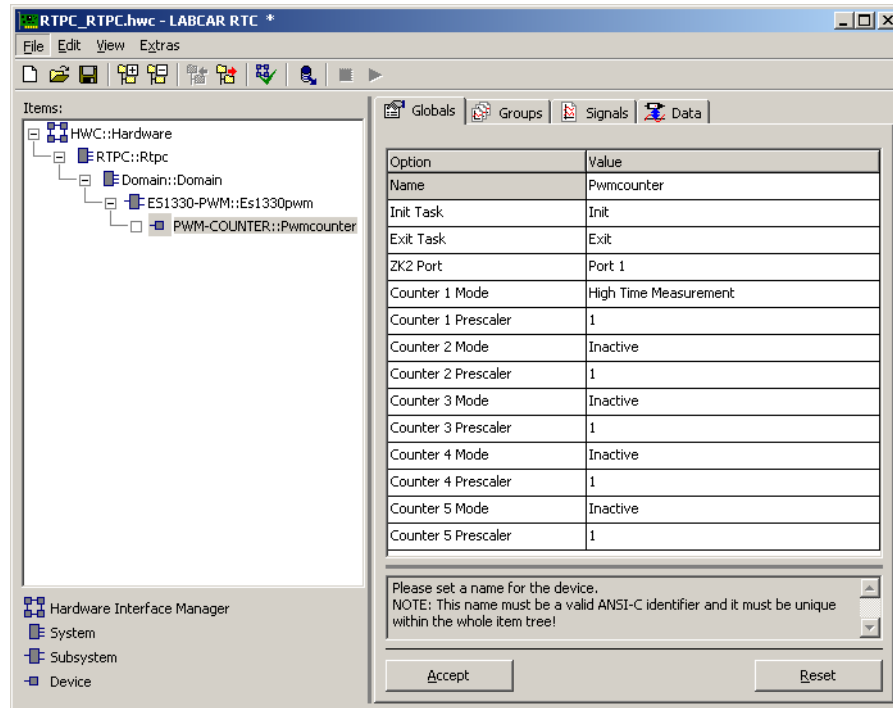 RTPC_RTPC.hwc - LABCAR RTC *
File Edit View Extras
Items:
HWC::Hardware
RTPC::Rtpc
Domain::Domain
ES1330-PWM::Es1330pwm
PWM-COUNTER::Pwmcounter
Hardware Interface Manager
System
Subsystem
Device
Globals Groups Signals Data
Option Value
Name Pwmcounter
Init Task Init
Exit Task Exit
ZK2 Port Port 1
Counter 1 Mode High Time Measurement
Counter 1 Prescaler 1
Counter 2 Mode Inactive
Counter 2 Prescaler 1
Counter 3 Mode Inactive
Counter 3 Prescaler 1
Counter 4 Mode Inactive
Counter 4 Prescaler 1
Counter 5 Mode Inactive
Counter 5 Prescaler 1
Please set a name for the device.
NOTE: This name must be a valid ANSI-C identifier and it must be unique
within the whole item tree!
Accept Reset